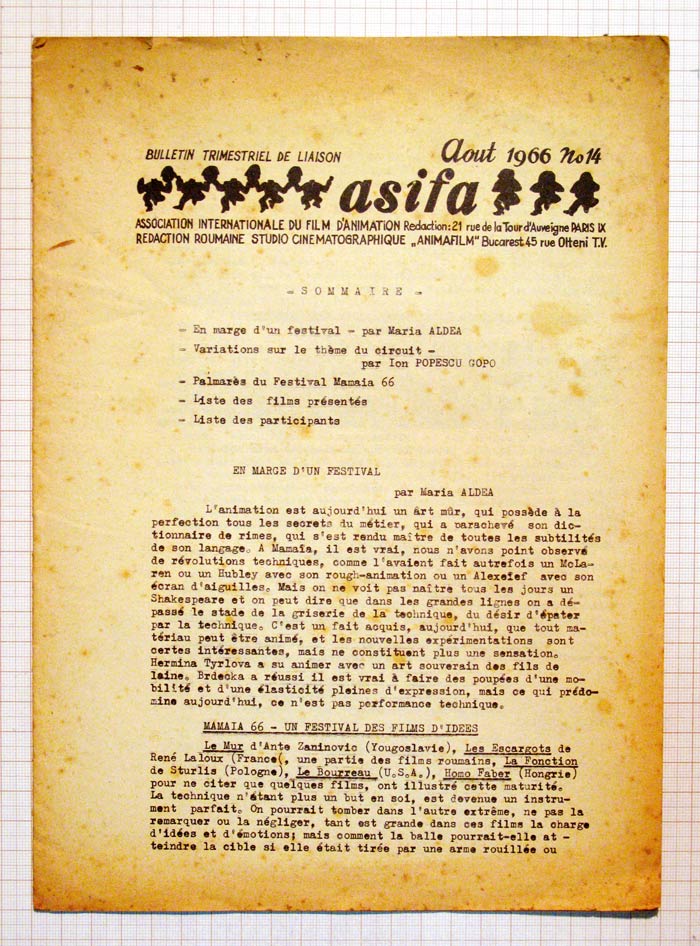 BULLETIN TRIMESTRIEL DE LIAISON
Aout 1966 No 14
asifa
ASSOCIATION INTERNATIONALE DU FILM D'ANIMATION Redaction: 21 rue de la Tour d'Auveigne PARIS IX
REDACTION ROUMAINE STUDIO CINEMATOGRAPHIQUE „ANIMAFILM" Bucarest 45 rue Olteni T.V.
- SOMMAIRE -
- En marge d'un festival - par Maria ALDEA
- Variations sur le thème du circuit -
par Ion POPESCU GOPO
- Palmarès du Festival Mamaia 66
- Liste des films présentés
- Liste des participants
EN MARGE D'UN FESTIVAL
par Maria ALDEA
L'animation est aujourd'hui un art mûr, qui possède à la
perfection tous les secrets du métier, qui a parachevé son dic-
tionnaire de rimes, qui s'est rendu maître de toutes les subtilités
de son langage. A Mamaïa, il est vrai, nous n'avons point observé
de révolutions techniques, comme l'avaient fait autrefois un McLa-
ren ou un Hubley avec son rough-animation ou un Alexeïef avec son
écran d'aiguilles. Mais on ne voit pas naître tous les jours un
Shakespeare et on peut dire que dans les grandes lignes on a dé-
passé le stade de la griserie de la technique, du désir d'épater
par la technique. C'est un fait acquis, aujourd'hui, que tout ma-
tériau peut être animé, et les nouvelles expérimentations sont
certes intéressantes, mais ne constituent plus une sensation.
Hermina Tyrlova a su animer avec un art souverain des fils de
laine. Brdecka a réussi il est vrai à faire des poupées d'une mo-
bilité et d'une élasticité pleines d'expression, mais ce qui prédo-
mine aujourd'hui, ce n'est pas performance technique.
MAMAIA 66 - UN FESTIVAL DES FILMS D'IDEES
Le Mur d'Ante Zaninovic (Yougoslavie), Les Escargots de
René Laloux (France(, une partie des films roumains, La Fonction
de Sturlis (Pologne), Le Bourreau (U.S.A.), Homo Faber (Hongrie)
pour ne citer que quelques films, ont illustré cette maturité.
La technique n'étant plus un but en soi, est devenue un instru-
ment parfait. On pourrait tomber dans l'autre extrême, ne pas la
remarquer ou la négliger, tant est grande dans ces films la charge
d'idées et d'émotions; mais comment la balle pourrait-elle at -
teindre la cible si elle était tirée par une arme rouillée ou